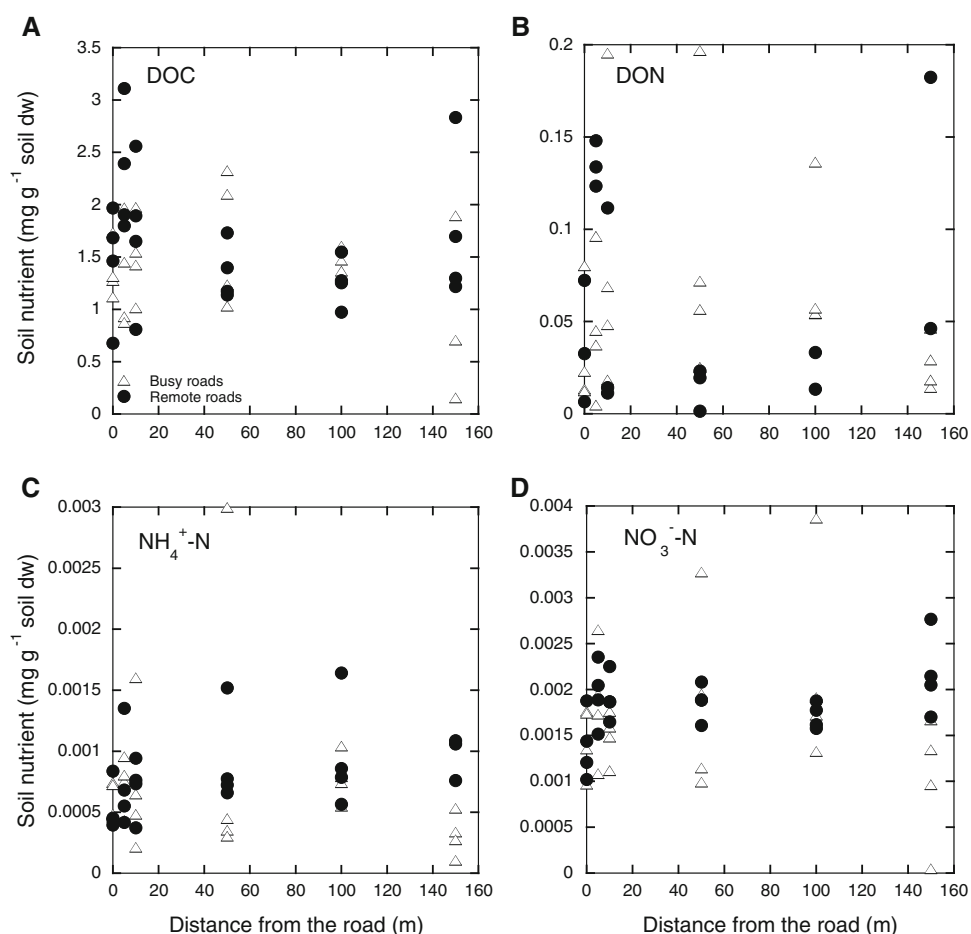 A
B
3.5
3
2.5
2
1.5
1
0.5
0
DOC
Busy roads
Remote roads
0 20 40 60 80 100 120 140 160
0.2
0.15
0.1
0.05
0
DON
0 20 40 60 80 100 120 140 160
Soil nutrient (mg g⁻¹ soil dw)
C
D
0.003
0.0025
0.002
0.0015
0.001
0.0005
0
NH₄⁺-N
0 20 40 60 80 100 120 140 160
0.004
0.0035
0.003
0.0025
0.002
0.0015
0.001
0.0005
0
NO₃⁻-N
0 20 40 60 80 100 120 140 160
Soil nutrient (mg g⁻¹ soil dw)
Distance from the road (m)
Distance from the road (m)